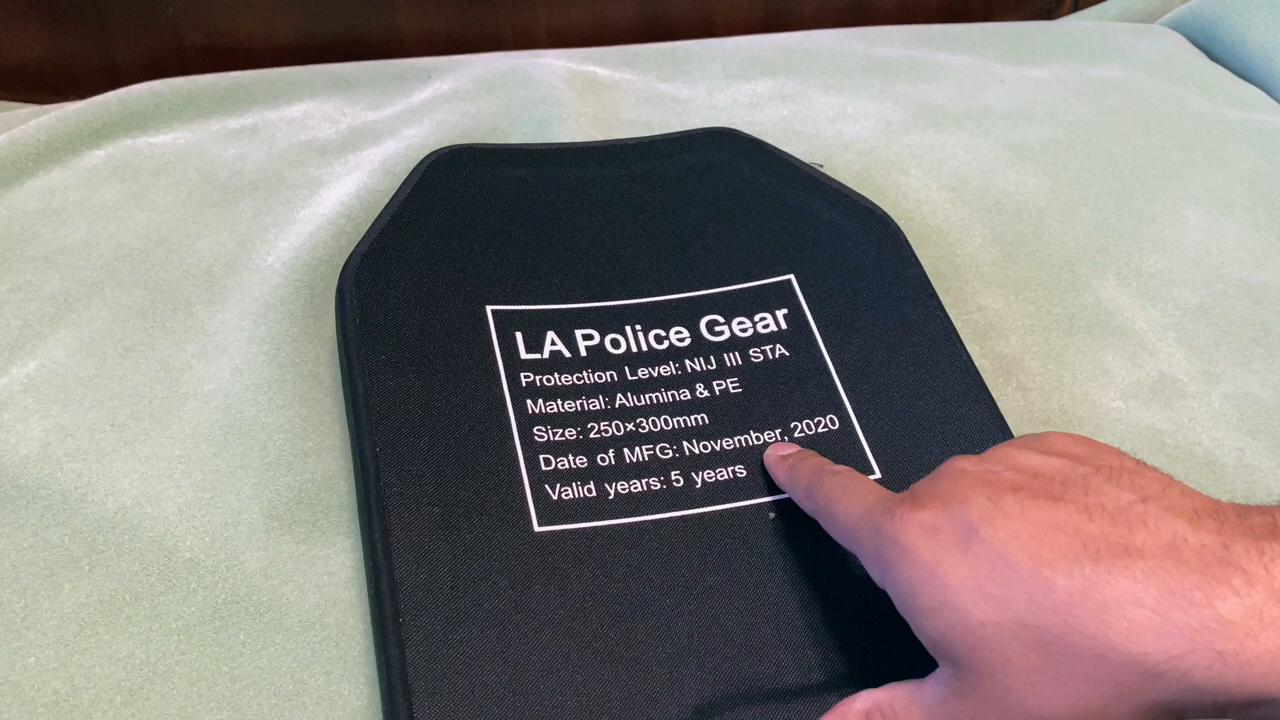 LA Police Gear
Protection Level: NIJ III STA
Material: Alumina & PE
Size: 250×300mm
Date of MFG: November, 2020
Valid years: 5 years